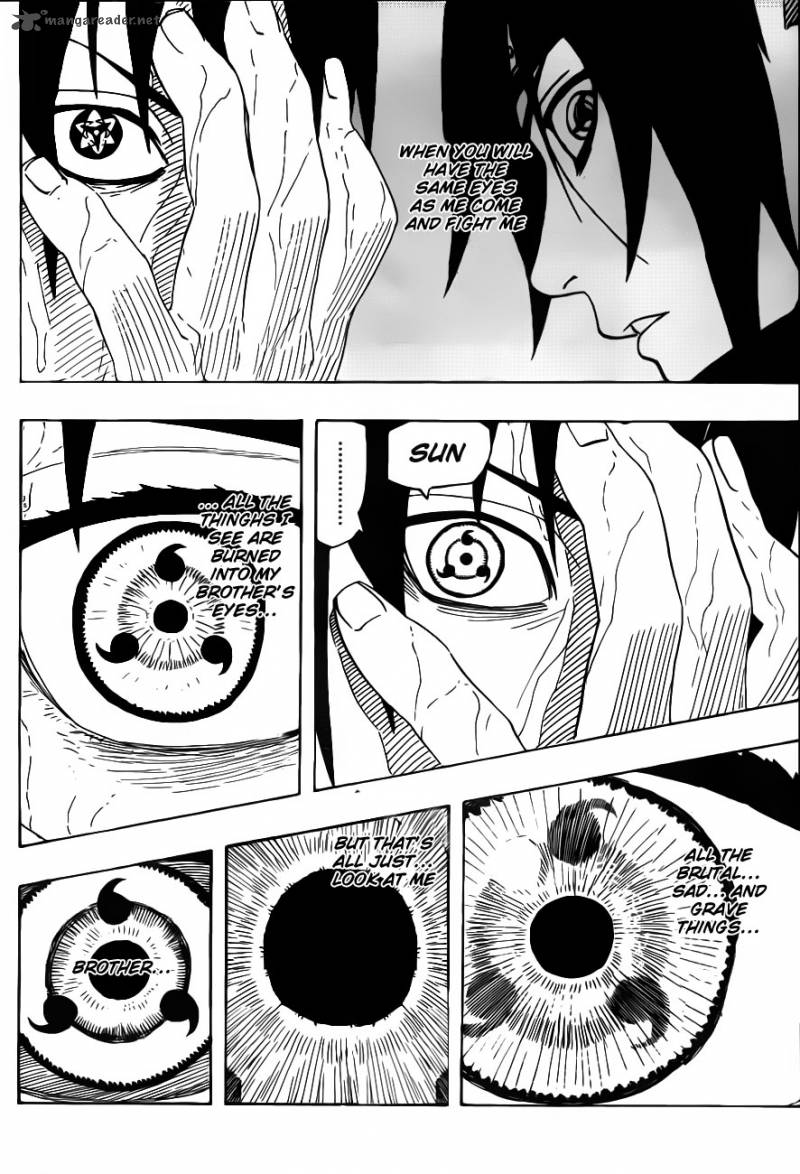 mangareader.net
WHEN YOU WILL
HAVE THE
SAME EYES
AS ME COME
AND FIGHT ME
SUN
.........
... ALL THE
THINGHS I
SEE ARE
BURNED
INTO MY
BROTHER'S
EYES...
ALL THE
BRUTAL...
SAD... AND
GRAVE
THINGS...
BUT THAT'S
ALL JUST...
LOOK AT ME
BROTHER...